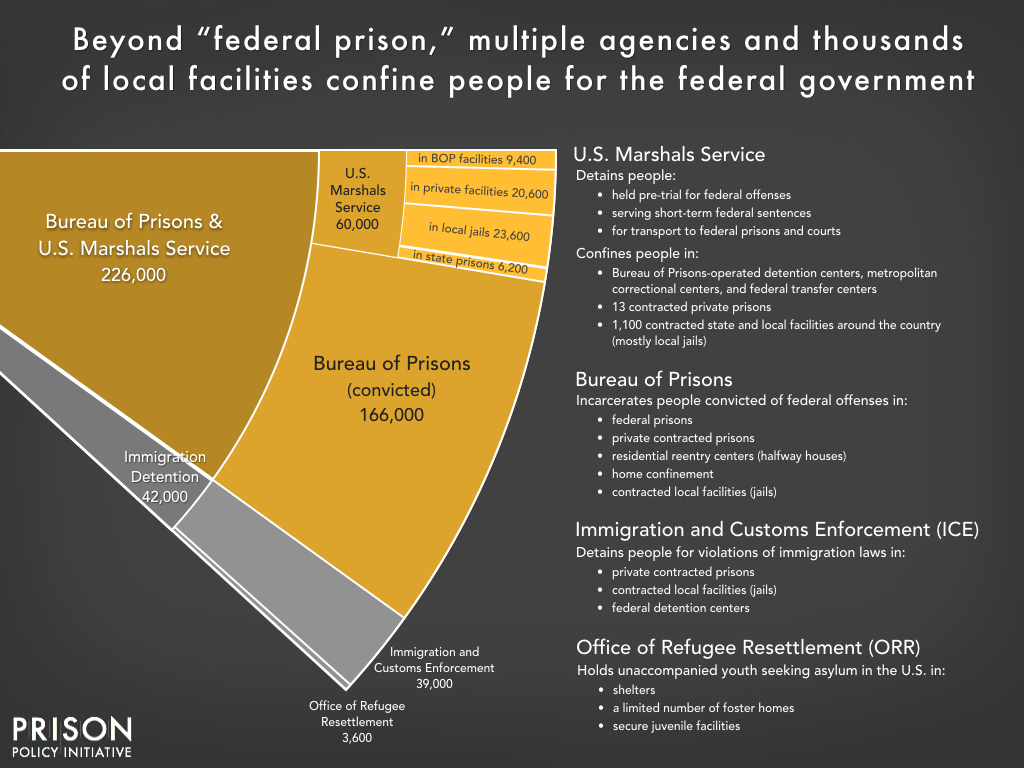 Beyond “federal prison,” multiple agencies and thousands
of local facilities confine people for the federal government
Bureau of Prisons &
U.S. Marshals Service
226,000
U.S.
Marshals
Service
60,000
in BOP facilities 9,400
in private facilities 20,600
in local jails 23,600
in state prisons 6,200
Bureau of Prisons
(convicted)
166,000
Immigration
Detention
42,000
Immigration and
Customs Enforcement
39,000
Office of Refugee
Resettlement
3,600
U.S. Marshals Service
Detains people:
• held pre-trial for federal offenses
• serving short-term federal sentences
• for transport to federal prisons and courts
Confines people in:
• Bureau of Prisons-operated detention centers, metropolitan
correctional centers, and federal transfer centers
• 13 contracted private prisons
• 1,100 contracted state and local facilities around the country
(mostly local jails)
Bureau of Prisons
Incarcerates people convicted of federal offenses in:
• federal prisons
• private contracted prisons
• residential reentry centers (halfway houses)
• home confinement
• contracted local facilities (jails)
Immigration and Customs Enforcement (ICE)
Detains people for violations of immigration laws in:
• private contracted prisons
• contracted local facilities (jails)
• federal detention centers
Office of Refugee Resettlement (ORR)
Holds unaccompanied youth seeking asylum in the U.S. in:
• shelters
• a limited number of foster homes
• secure juvenile facilities
PRISON
POLICY INITIATIVE